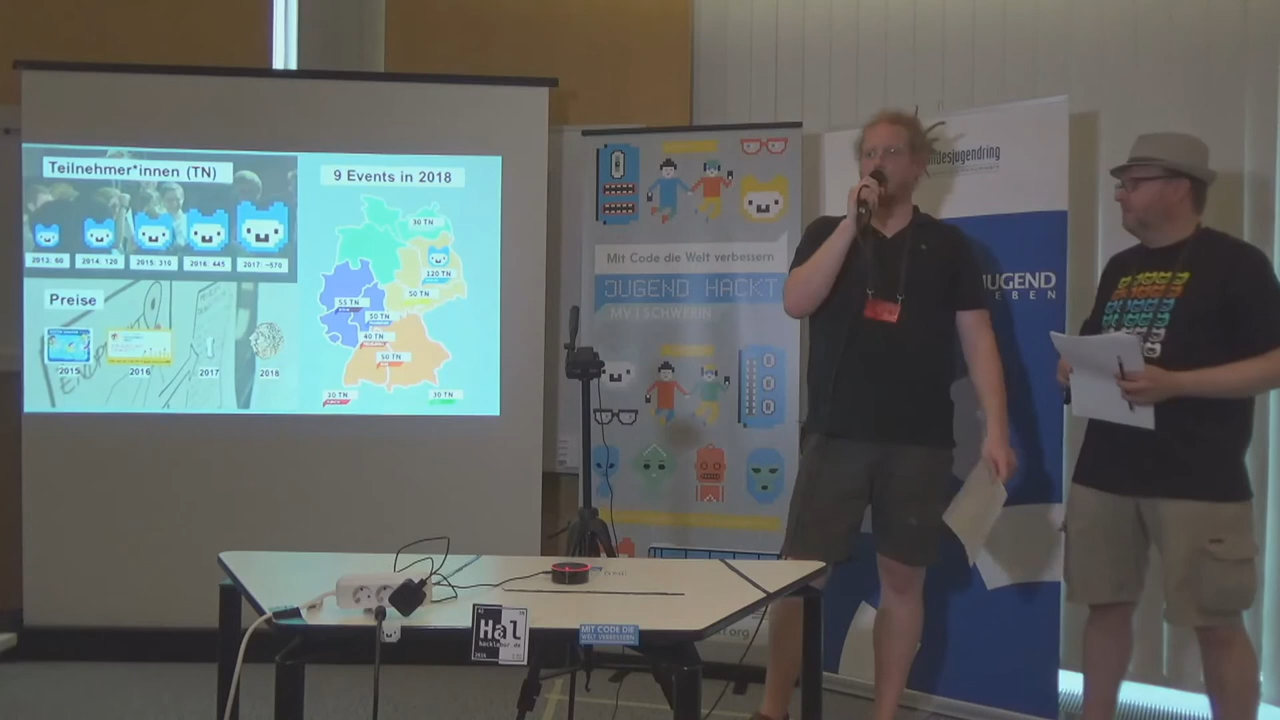 Teilnehmer*innen (TN)
2013: 60
2014: 120
2015: 310
2016: 445
2017: ~570
Preise
2015
2016
2017
2018
9 Events in 2018
30 TN
120 TN
50 TN
55 TN
50 TN
40 TN
50 TN
30 TN
30 TN
Mit Code die Welt verbessern
JUGEND HACKT
MV | SCHWERIN
ndesjugendring
JUGEND
EBEN
Hal
hacklabor.de
MIT CODE DIE
WELT VERBESSERN